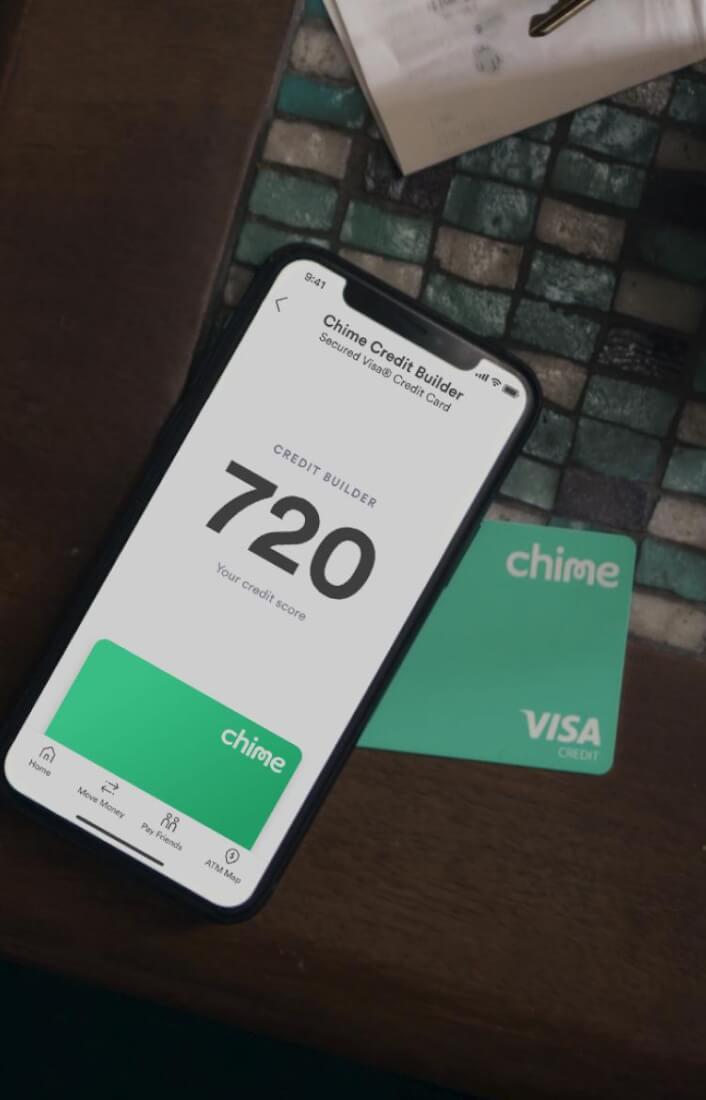 9:41
Chime Credit Builder
Secured Visa® Credit Card
CREDIT BUILDER
720
Your credit score
chime
Home
Move Money
Pay Friends
ATM Map
chime
VISA
CREDIT